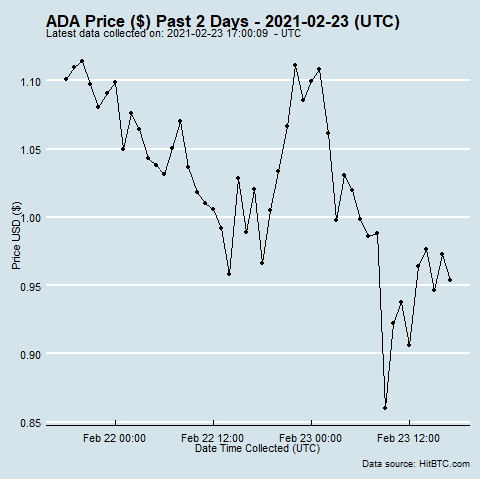 ADA Price ($) Past 2 Days - 2021-02-23 (UTC)
Latest data collected on: 2021-02-23 17:00:09  - UTC
1.10
1.05
1.00
0.95
0.90
0.85
Price USD ($)
Feb 22 00:00
Feb 22 12:00
Feb 23 00:00
Feb 23 12:00
Date Time Collected (UTC)
Data source: HitBTC.com